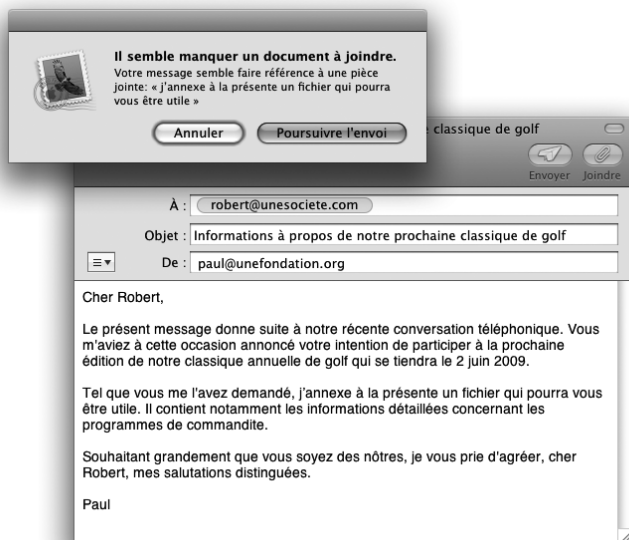 Il semble manquer un document à joindre.
Votre message semble faire référence à une pièce
jointe: « j'annexe à la présente un fichier qui pourra
vous être utile »
Annuler
Poursuivre l'envoi
classique de golf
Envoyer
Joindre
À :
robert@unesociete.com
Objet :
Informations à propos de notre prochaine classique de golf
De :
paul@unefondation.org
Cher Robert,
Le présent message donne suite à notre récente conversation téléphonique. Vous
m'aviez à cette occasion annoncé votre intention de participer à la prochaine
édition de notre classique annuelle de golf qui se tiendra le 2 juin 2009.
Tel que vous me l'avez demandé, j'annexe à la présente un fichier qui pourra vous
être utile. Il contient notamment les informations détaillées concernant les
programmes de commandite.
Souhaitant grandement que vous soyez des nôtres, je vous prie d'agréer, cher
Robert, mes salutations distinguées.
Paul